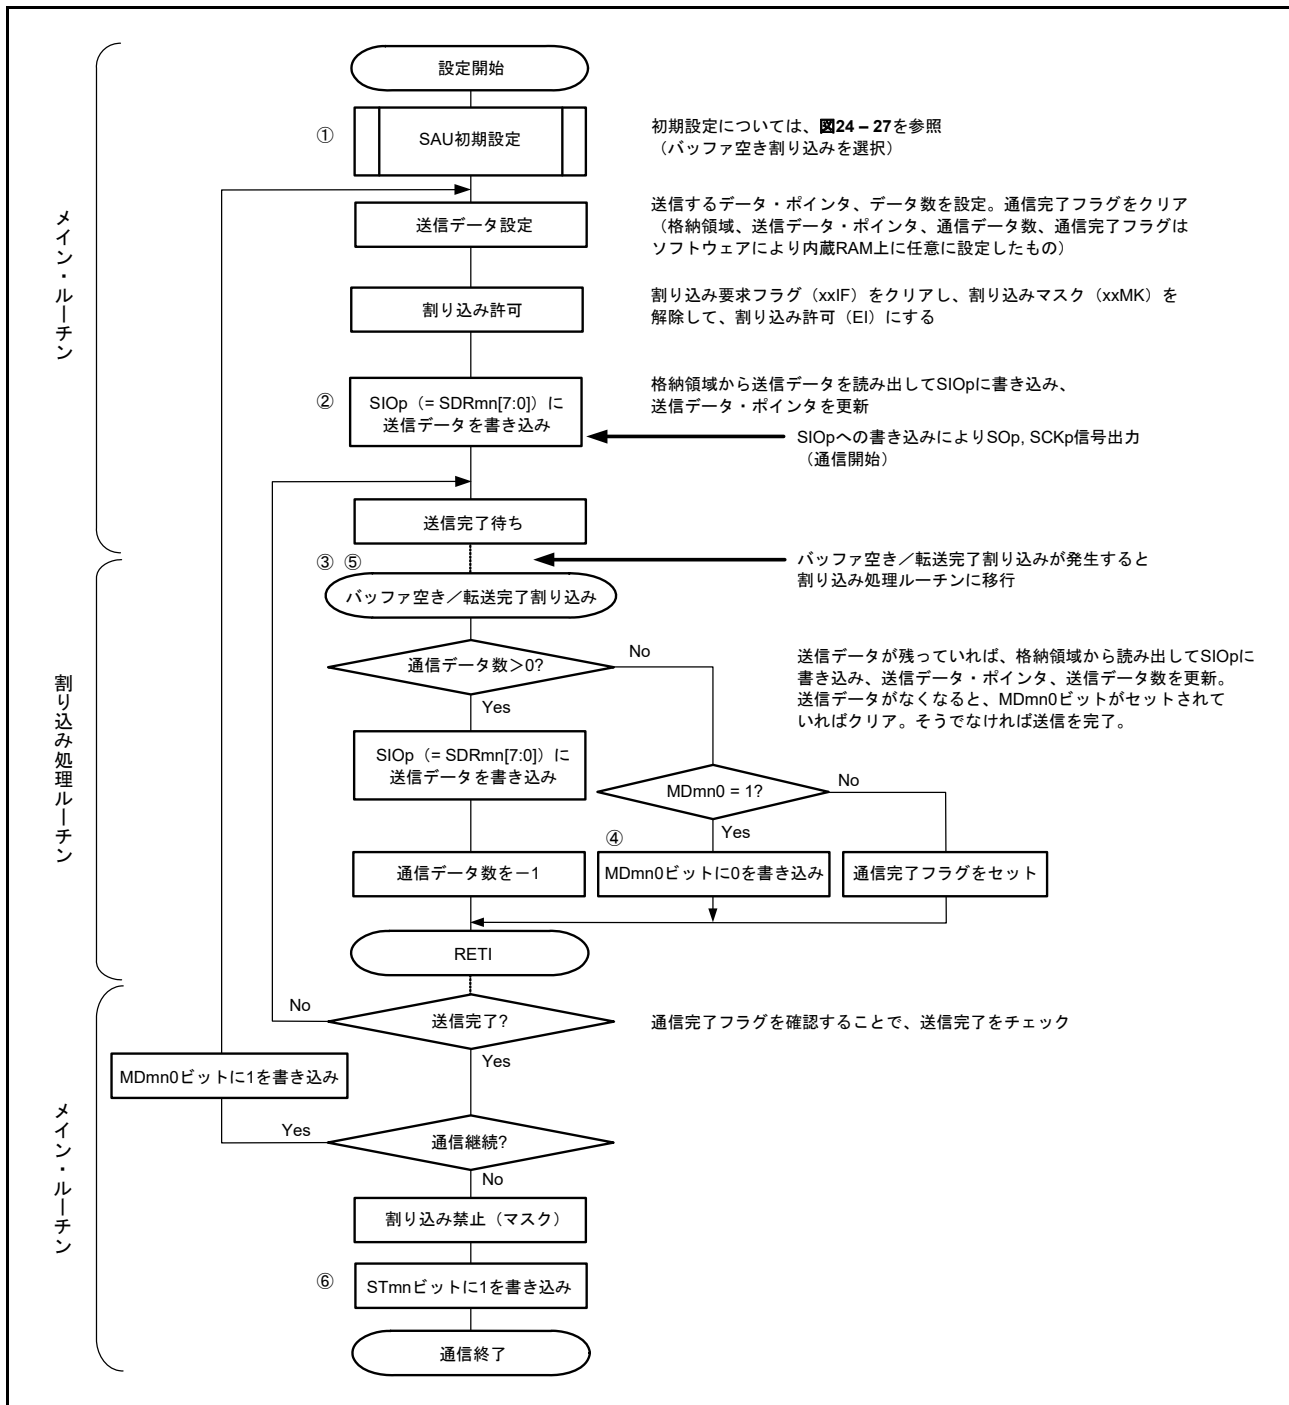 設定開始
①
SAU初期設定
初期設定については、図24－27を参照
（バッファ空き割り込みを選択）
メイン・ルーチン
送信データ設定
送信するデータ・ポインタ、データ数を設定。通信完了フラグをクリア
（格納領域、送信データ・ポインタ、通信データ数、通信完了フラグは
ソフトウェアにより内蔵RAM上に任意に設定したもの）
割り込み許可
割り込み要求フラグ（xxIF）をクリアし、割り込みマスク（xxMK）を
解除して、割り込み許可（EI）にする
②
SIOp（= SDRmn[7:0]）に
送信データを書き込み
格納領域から送信データを読み出してSIOpに書き込み、
送信データ・ポインタを更新
SIOpへの書き込みによりSOp, SCKp信号出力
（通信開始）
送信完了待ち
③ ⑤
バッファ空き／転送完了割り込みが発生すると
割り込み処理ルーチンに移行
バッファ空き／転送完了割り込み
割り込み処理ルーチン
通信データ数＞0?
No
Yes
送信データが残っていれば、格納領域から読み出してSIOpに
書き込み、送信データ・ポインタ、送信データ数を更新。
送信データがなくなると、MDmn0ビットがセットされて
いればクリア。そうでなければ送信を完了。
SIOp（= SDRmn[7:0]）に
送信データを書き込み
MDmn0 = 1?
No
Yes
④
通信データ数を－1
MDmn0ビットに0を書き込み
通信完了フラグをセット
RETI
No
送信完了?
Yes
通信完了フラグを確認することで、送信完了をチェック
MDmn0ビットに1を書き込み
メイン・ルーチン
Yes
通信継続?
No
割り込み禁止（マスク）
⑥
STmnビットに1を書き込み
通信終了